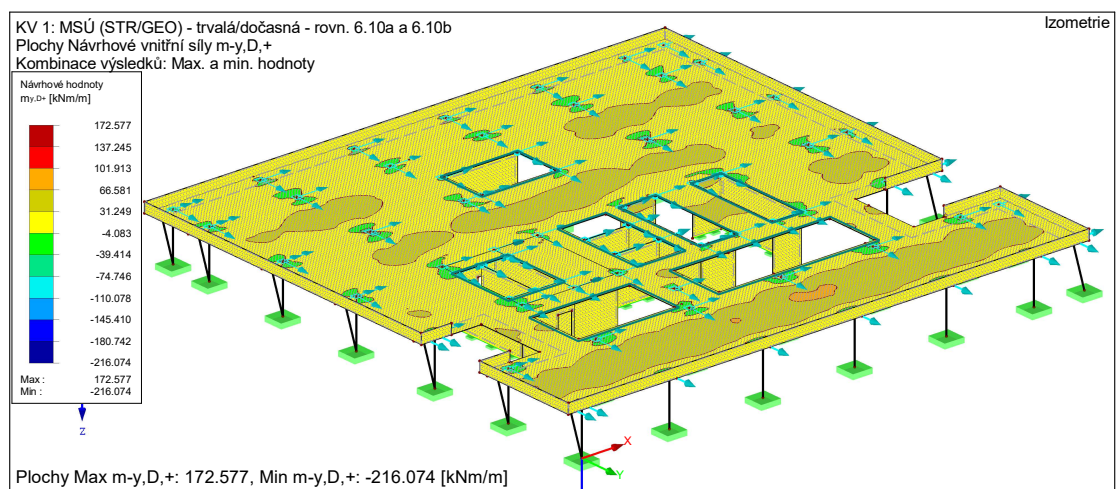 KV 1: MSÚ (STR/GEO) - trvalá/dočasná - rovn. 6.10a a 6.10b
Izometrie
Plochy Návrhové vnitřní síly m-y,D,+
Kombinace výsledků: Max. a min. hodnoty
Návrhové hodnoty
my,D+ [kNm/m]
172.577
137.245
101.913
66.581
31.249
-4.083
-39.414
-74.746
-110.078
-145.410
-180.742
-216.074
Max : 172.577
Min : -216.074
Z
X
Y
Plochy Max m-y,D,+: 172.577, Min m-y,D,+: -216.074 [kNm/m]